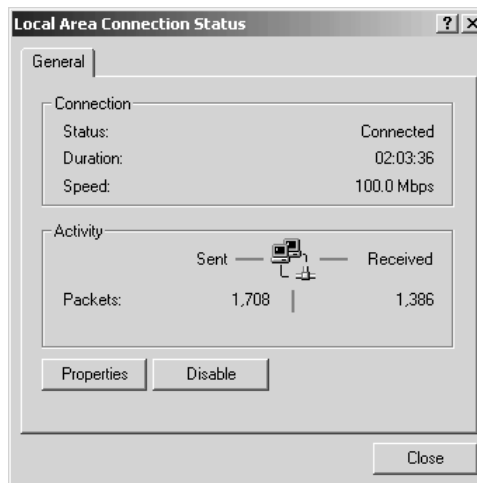 Local Area Connection Status
General
Connection
Status: Connected
Duration: 02:03:36
Speed: 100.0 Mbps
Activity
Sent Received
Packets: 1,708 1,386
Properties Disable
Close